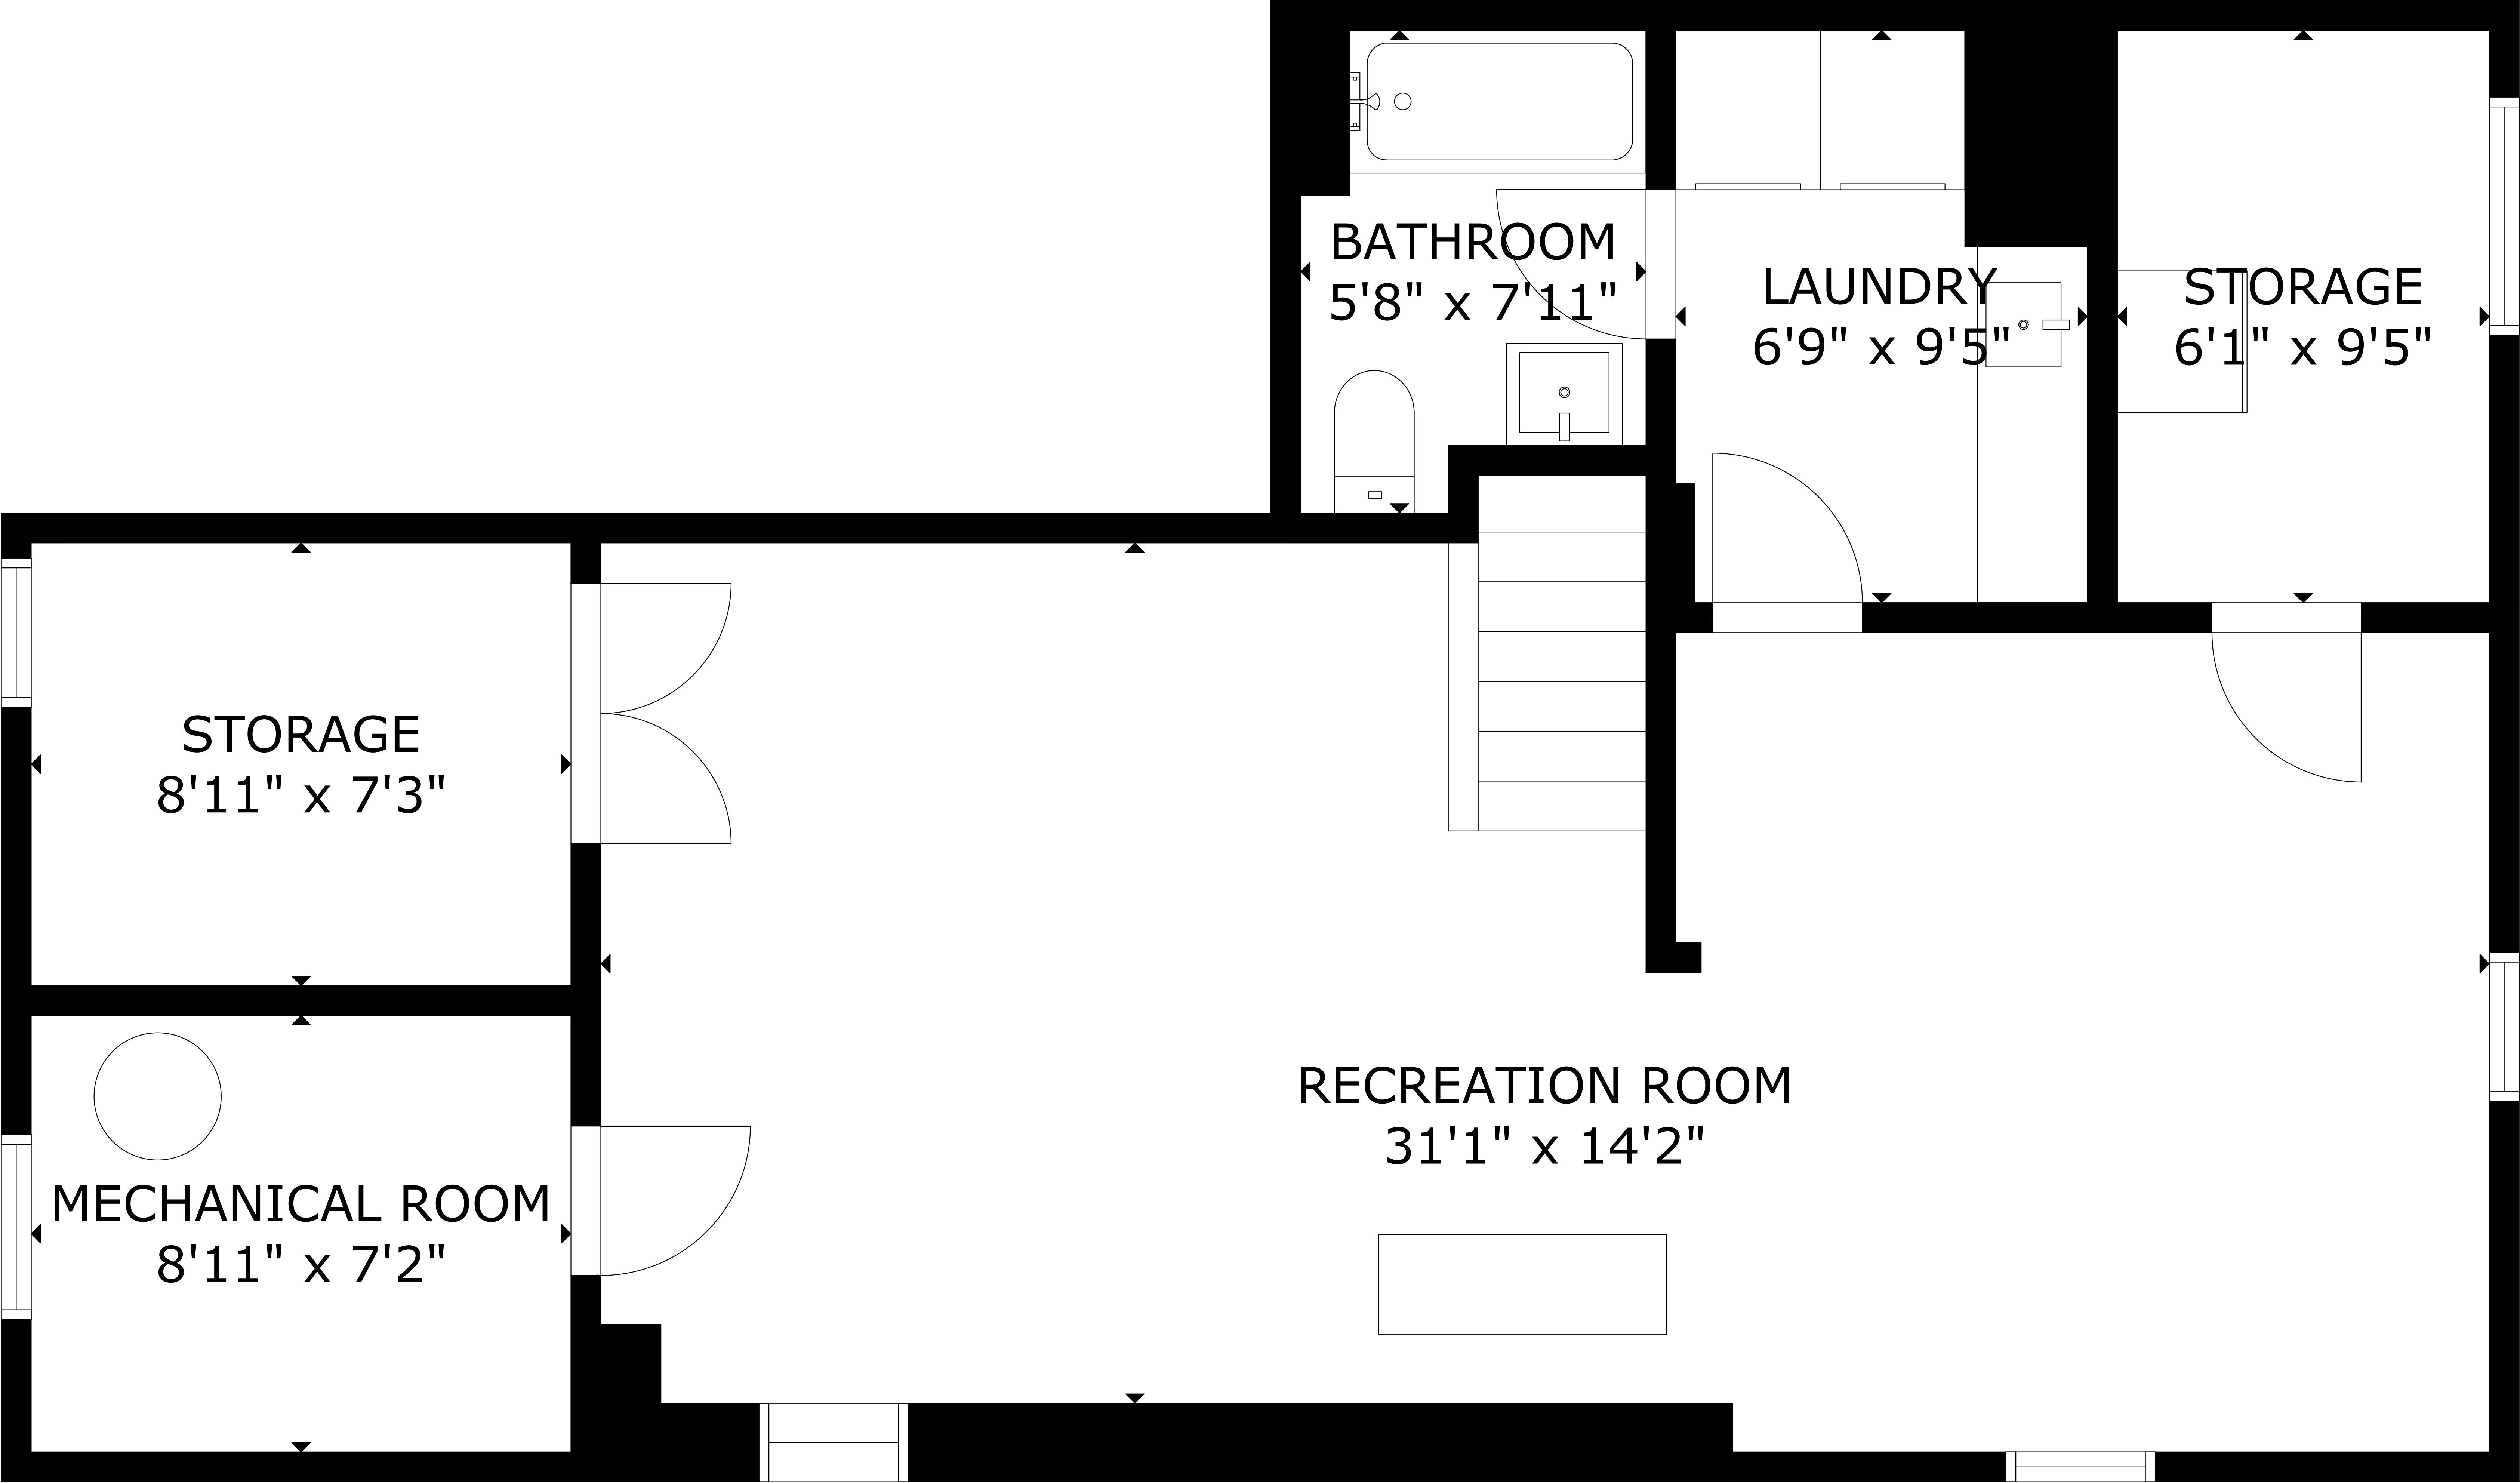 BATHROOM
5'8" x 7'11"
LAUNDRY
6'9" x 9'5"
STORAGE
6'1" x 9'5"
STORAGE
8'11" x 7'3"
RECREATION ROOM
31'1" x 14'2"
MECHANICAL ROOM
8'11" x 7'2"